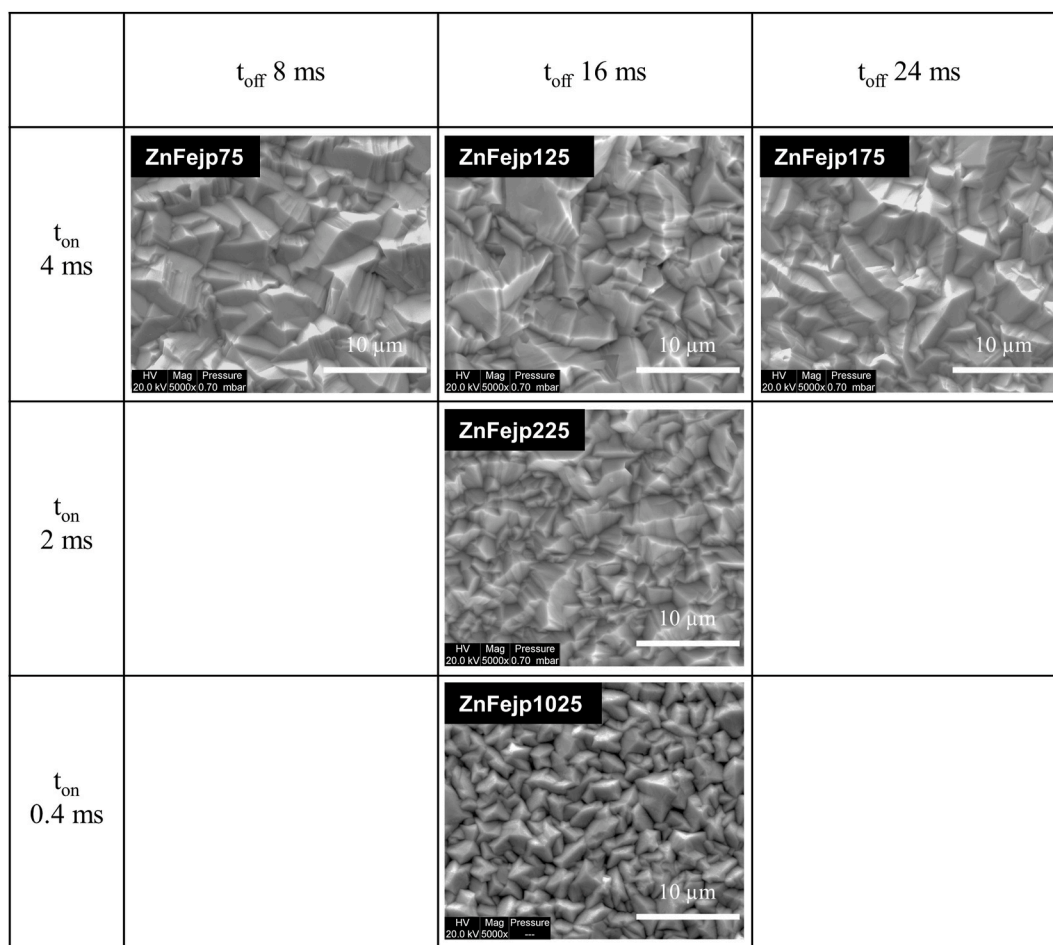 t_off 8 ms
t_off 16 ms
t_off 24 ms
t_on
4 ms
ZnFejp75
10 µm
HV Mag Pressure
20.0 kV 5000x 0.70 mbar
ZnFejp125
10 µm
HV Mag Pressure
20.0 kV 5000x 0.70 mbar
ZnFejp175
10 µm
HV Mag Pressure
20.0 kV 5000x 0.70 mbar
t_on
2 ms
ZnFejp225
10 µm
HV Mag Pressure
20.0 kV 5000x 0.70 mbar
t_on
0.4 ms
ZnFejp1025
10 µm
HV Mag Pressure
20.0 kV 5000x ---